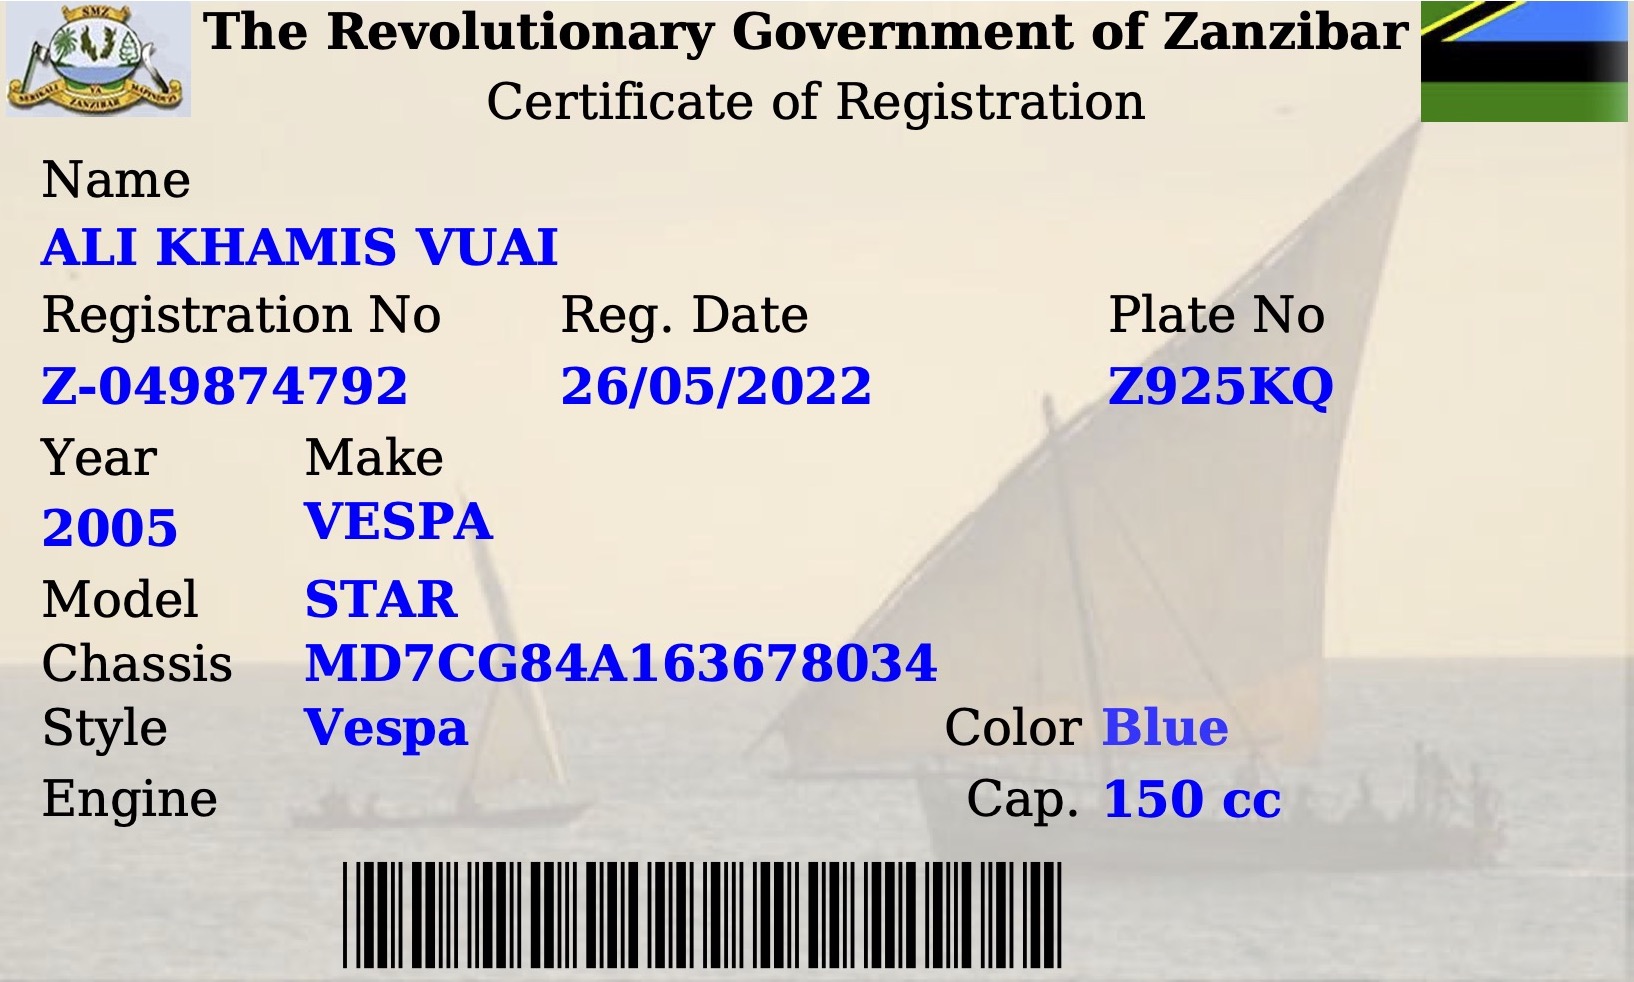 SMZ
SERIKALI YA MAPINDUZI
ZANZIBAR
The Revolutionary Government of Zanzibar
Certificate of Registration
Name
ALI KHAMIS VUAI
Registration No Reg. Date Plate No
Z-049874792 26/05/2022 Z925KQ
Year Make
2005 VESPA
Model STAR
Chassis MD7CG84A163678034
Style Vespa Color Blue
Engine Cap. 150 cc